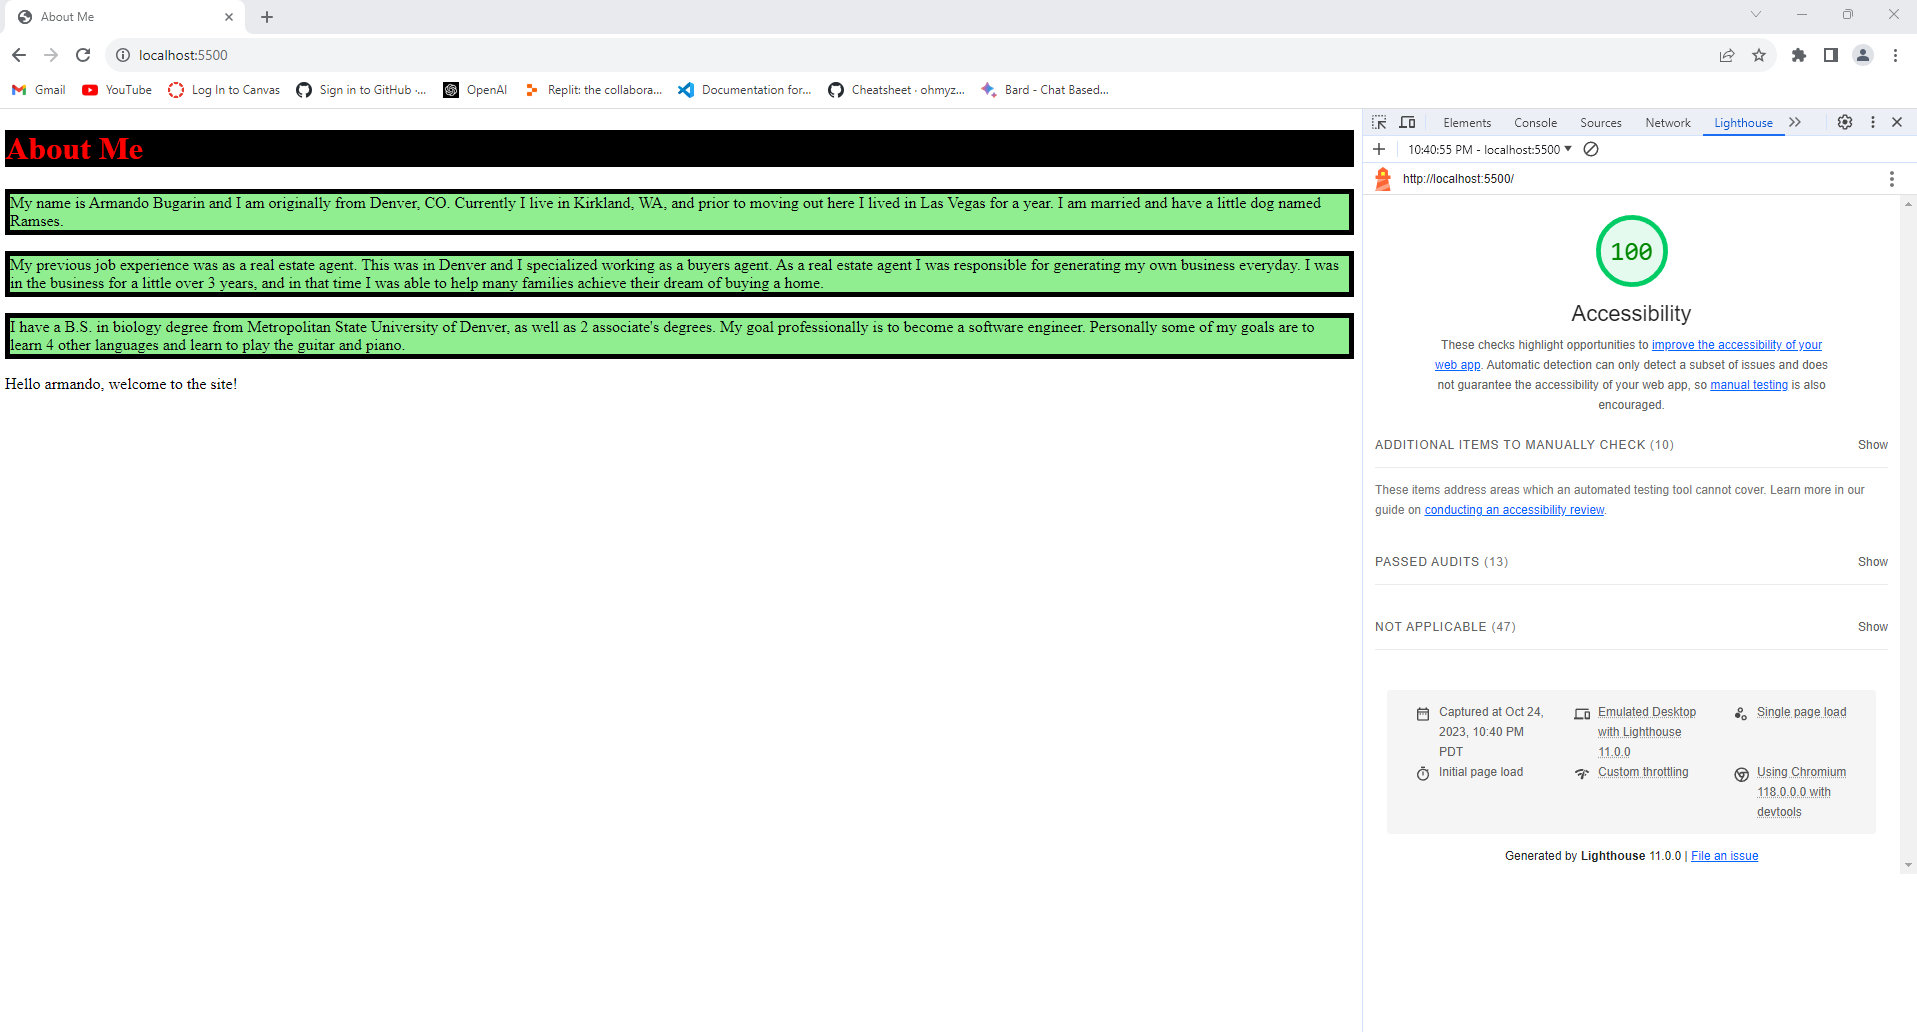 About Me
localhost:5500
Gmail YouTube Log In to Canvas Sign in to GitHub ·... OpenAI Replit: the collabora... Documentation for... Cheatsheet · ohmyz... Bard - Chat Based...
About Me
My name is Armando Bugarin and I am originally from Denver, CO. Currently I live in Kirkland, WA, and prior to moving out here I lived in Las Vegas for a year. I am married and have a little dog named
Ramses.
My previous job experience was as a real estate agent. This was in Denver and I specialized working as a buyers agent. As a real estate agent I was responsible for generating my own business everyday. I was
in the business for a little over 3 years, and in that time I was able to help many families achieve their dream of buying a home.
I have a B.S. in biology degree from Metropolitan State University of Denver, as well as 2 associate's degrees. My goal professionally is to become a software engineer. Personally some of my goals are to
learn 4 other languages and learn to play the guitar and piano.
Hello armando, welcome to the site!
Elements Console Sources Network Lighthouse
10:40:55 PM - localhost:5500
http://localhost:5500/
100
Accessibility
These checks highlight opportunities to improve the accessibility of your
web app. Automatic detection can only detect a subset of issues and does
not guarantee the accessibility of your web app, so manual testing is also
encouraged.
ADDITIONAL ITEMS TO MANUALLY CHECK (10) Show
These items address areas which an automated testing tool cannot cover. Learn more in our
guide on conducting an accessibility review.
PASSED AUDITS (13) Show
NOT APPLICABLE (47) Show
Captured at Oct 24,
2023, 10:40 PM
PDT
Emulated Desktop
with Lighthouse
11.0.0
Single page load
Initial page load
Custom throttling
Using Chromium
118.0.0.0 with
devtools
Generated by Lighthouse 11.0.0 | File an issue